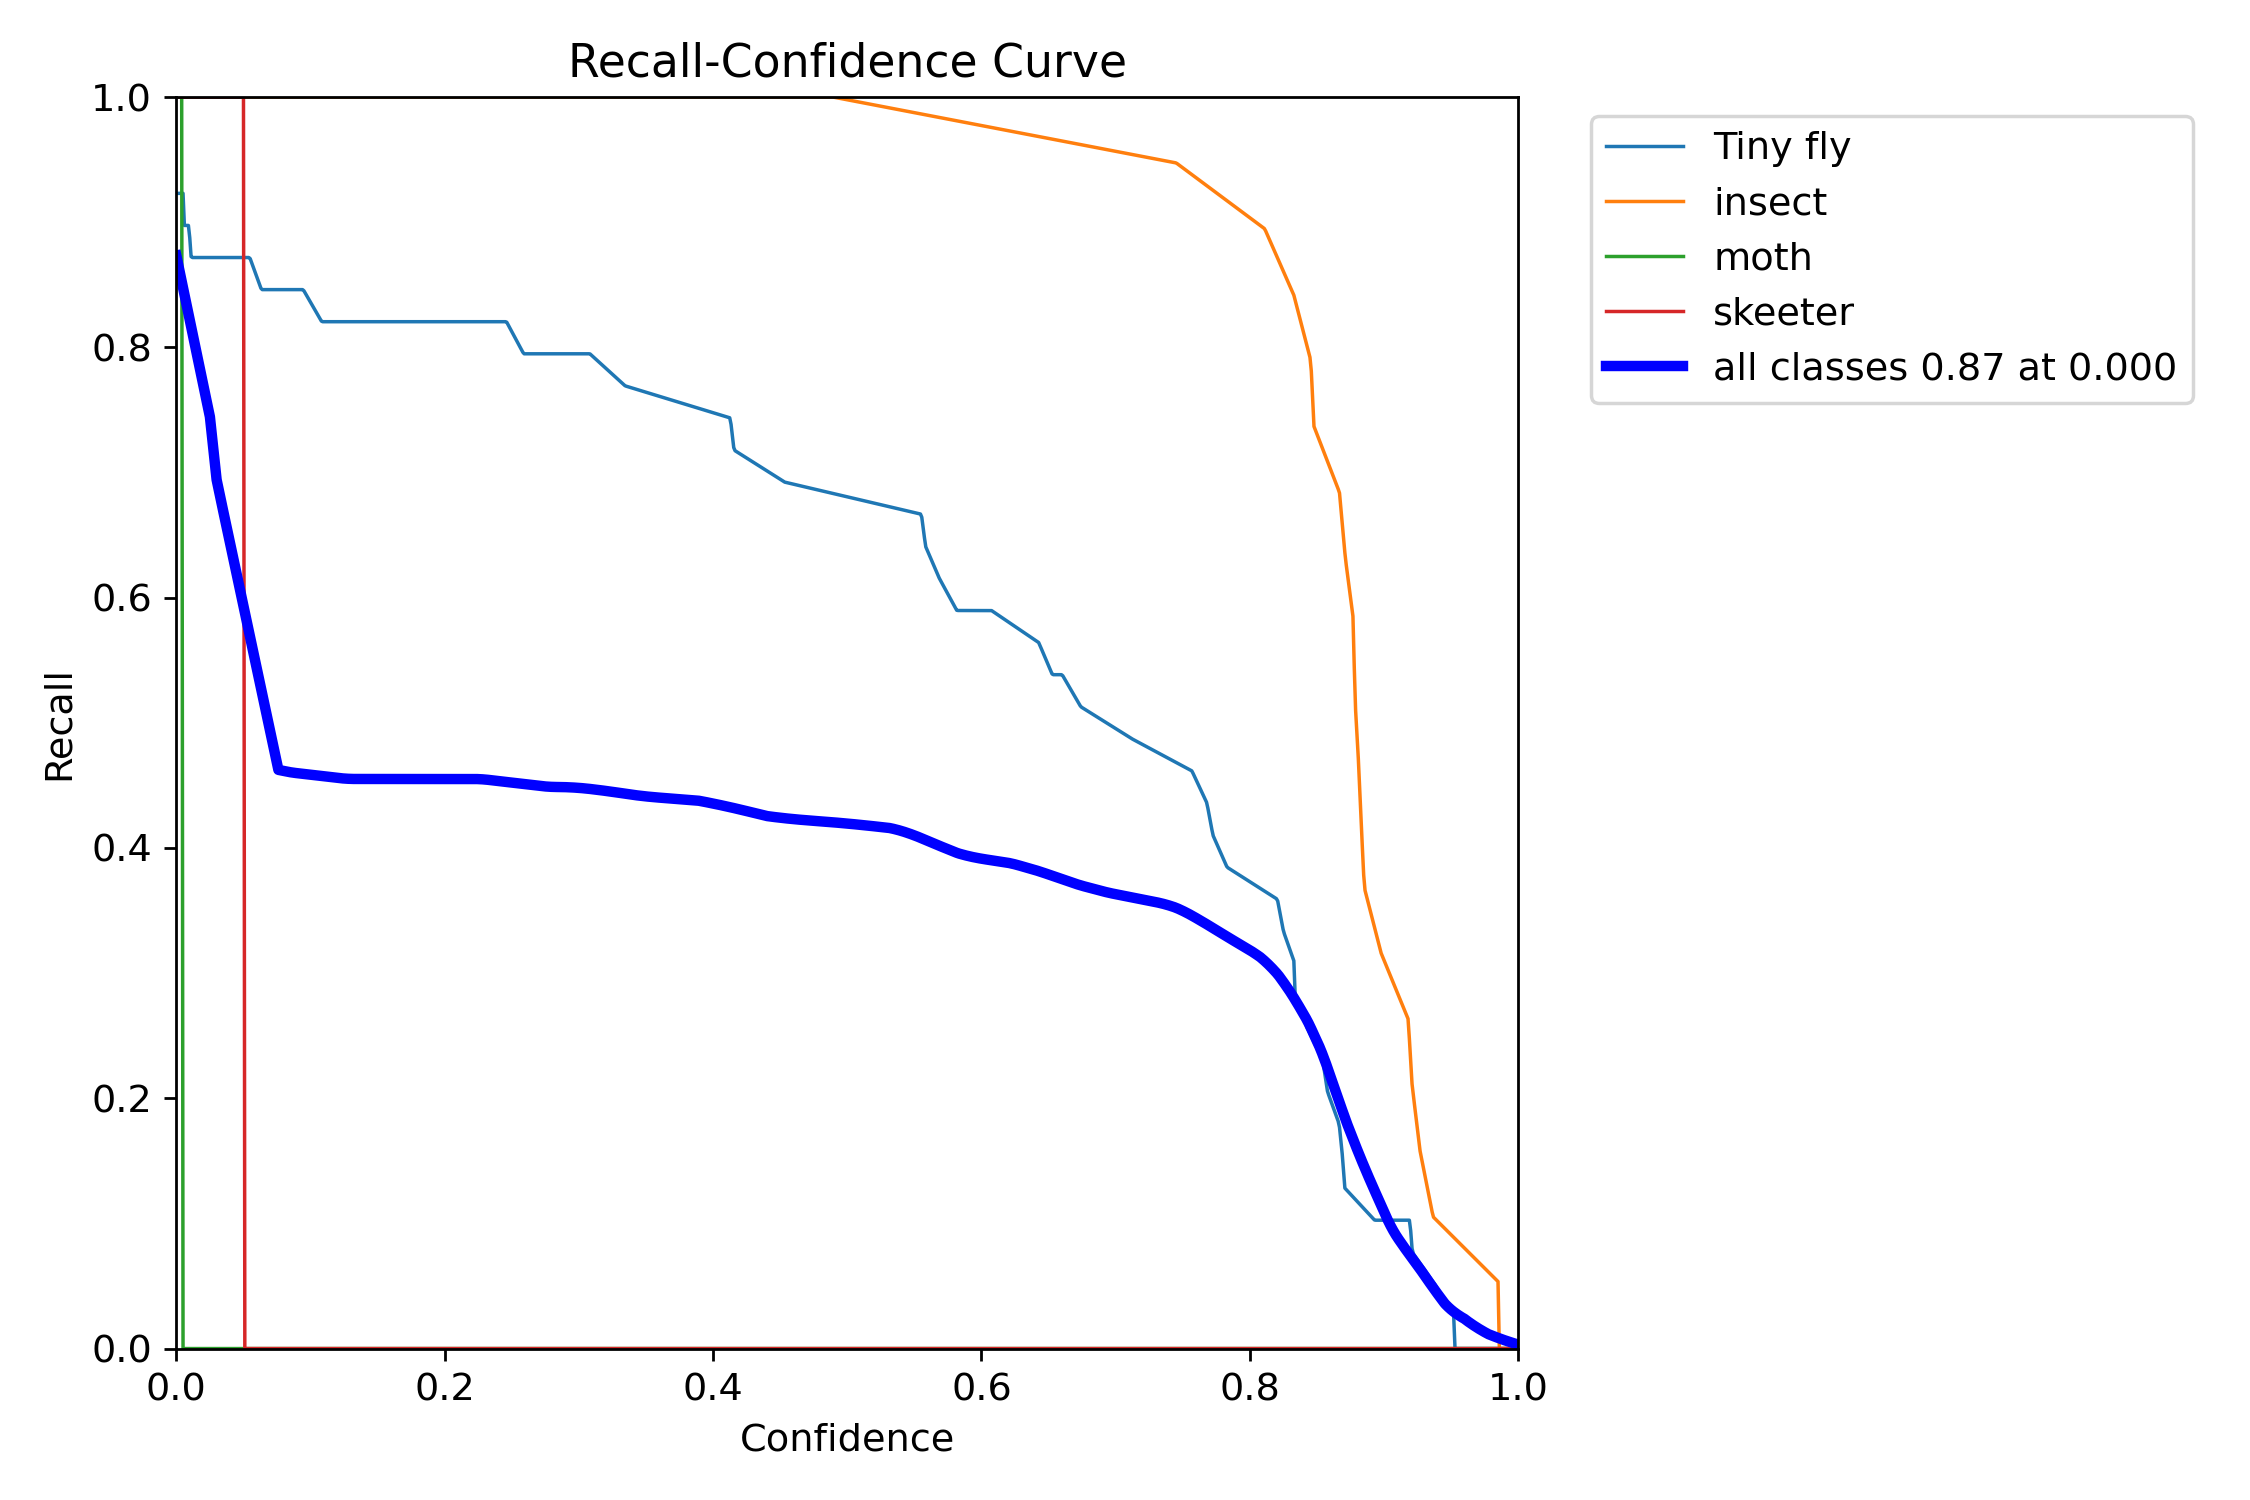 Recall-Confidence Curve
1.0
0.8
0.6
0.4
0.2
0.0
Recall
0.0 0.2 0.4 0.6 0.8 1.0
Confidence
Tiny fly
insect
moth
skeeter
all classes 0.87 at 0.000